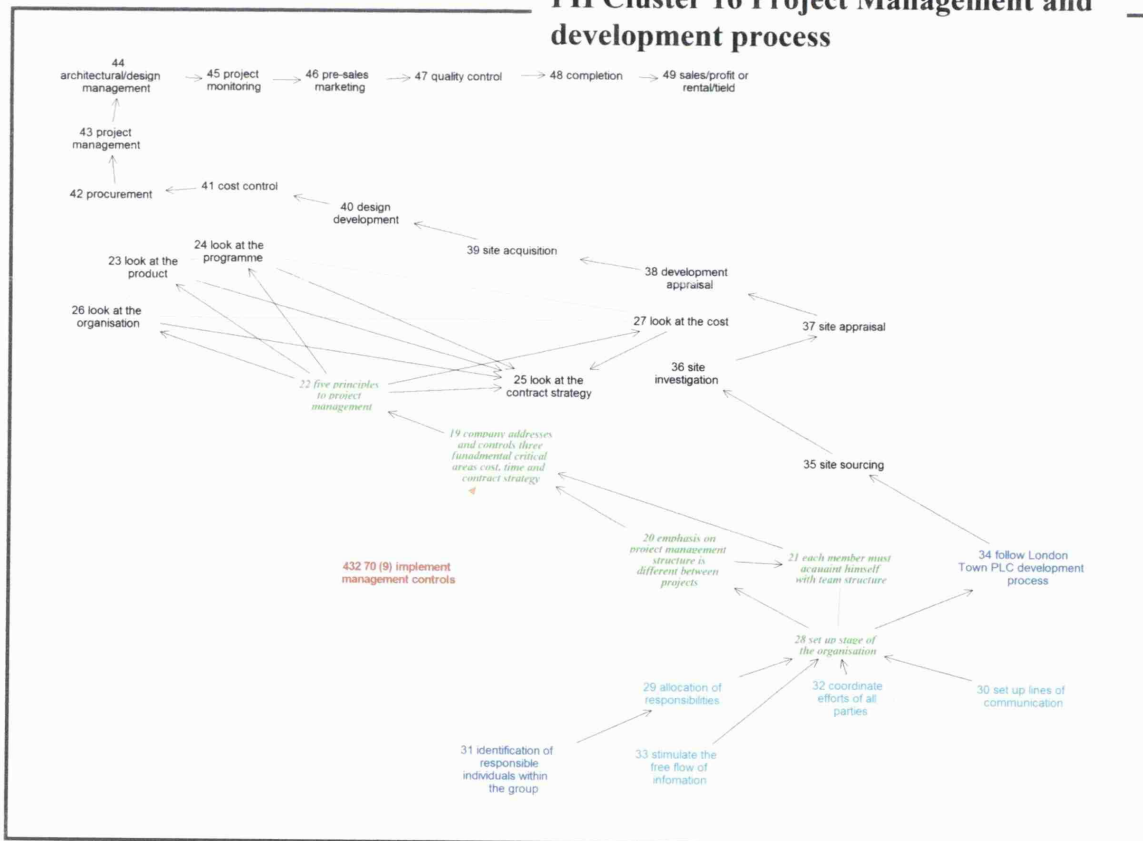 development process
44
architectural/design
management
45 project
monitoring
46 pre-sales
marketing
47 quality control
48 completion
49 sales/profit or
rental/tield
43 project
management
42 procurement
41 cost control
40 design
development
39 site acquisition
38 development
appraisal
37 site appraisal
24 look at the
programme
23 look at the
product
26 look at the
organisation
27 look at the cost
36 site
investigation
25 look at the
contract strategy
22 five principles
to project
management
19 company addresses
and controls three
funadmental critical
areas cost, time and
contract strategy
35 site sourcing
20 emphasis on
project management
structure is
different between
projects
21 each member must
acquaint himself
with team structure
34 follow London
Town PLC development
process
432 70 (9) implement
management controls
28 set up stage of
the organisation
29 allocation of
responsibilities
32 coordinate
efforts of all
parties
30 set up lines of
communication
31 identification of
responsible
individuals within
the group
33 stimulate the
free flow of
infomation